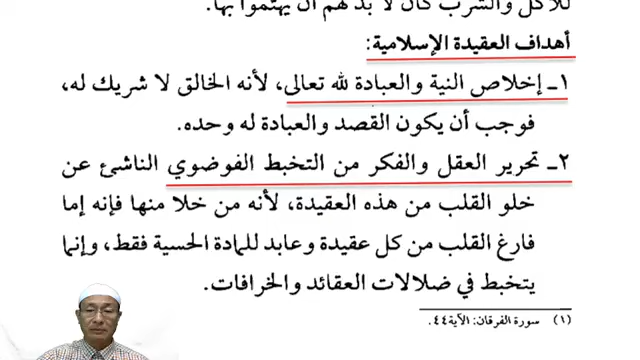 للأكل والشرب كان لا بد لهم أن يهتموا بها.
أهداف العقيدة الإسلامية:
١ـ إخلاص النية والعبادة لله تعالى، لأنه الخالق لا شريك له،
فوجب أن يكون القصد والعبادة له وحده.
٢ـ تحرير العقل والفكر من التخبط الفوضوي الناشئ عن
خلو القلب من هذه العقيدة، لأنه من خلا منها فإنه إما
فارغ القلب من كل عقيدة وعابد للمادة الحسية فقط، وإنما
يتخبط في ضلالات العقائد والخرافات.
(١) سورة الفرقان: الآية ٤٤.